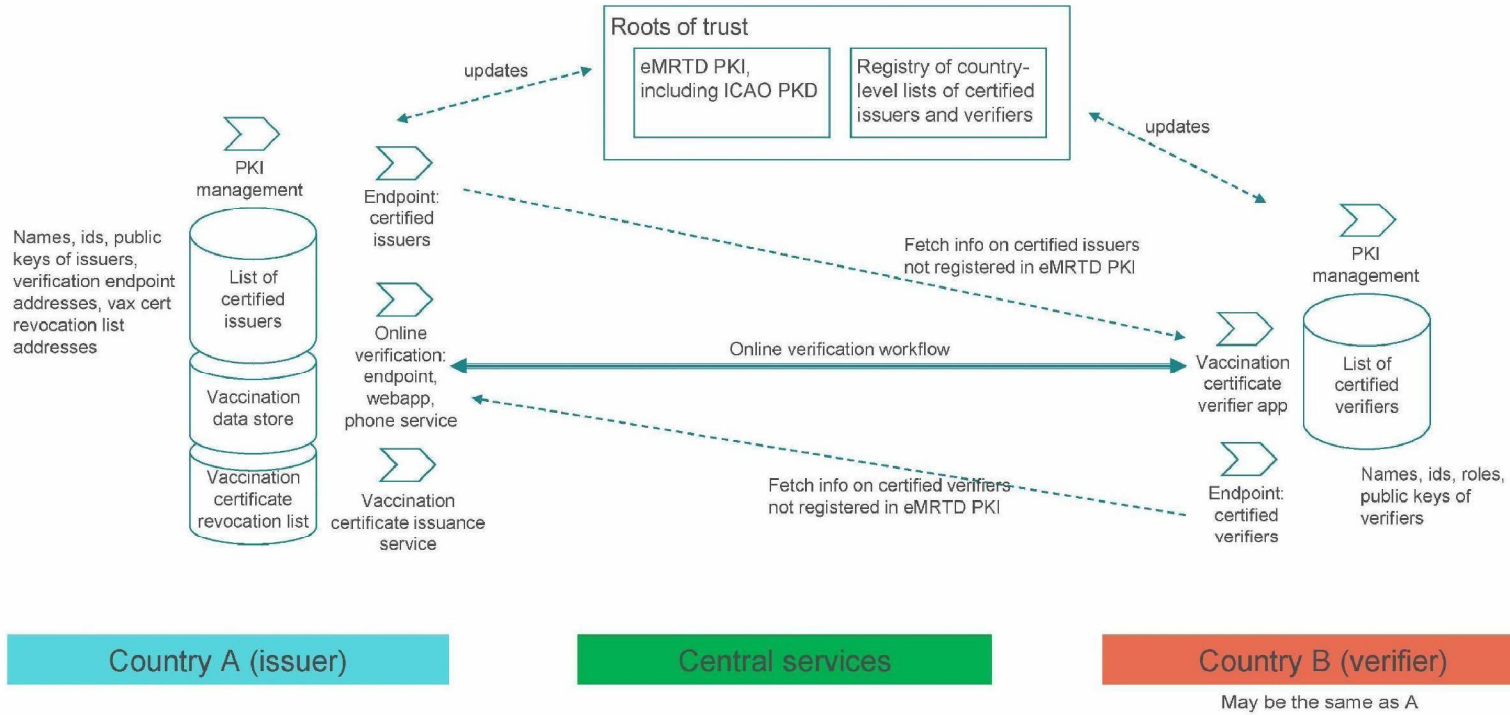 Roots of trust
eMRTD PKI,
including ICAO PKD
Registry of country-
level lists of certified
issuers and verifiers
updates
updates
PKI
management
Endpoint:
certified
issuers
Names, ids, public
keys of issuers,
verification endpoint
addresses, vax cert
revocation list
addresses
List of
certified
issuers
Vaccination
data store
Vaccination
certificate
revocation list
Online
verification:
endpoint,
webapp,
phone service
Vaccination
certificate issuance
service
Fetch info on certified issuers
not registered in eMRTD PKI
Online verification workflow
Fetch info on certified verifiers
not registered in eMRTD PKI
PKI
management
Vaccination
certificate
verifier app
List of
certified
verifiers
Endpoint:
certified
verifiers
Names, ids, roles,
public keys of
verifiers
Country A (issuer)
Central services
Country B (verifier)
May be the same as A